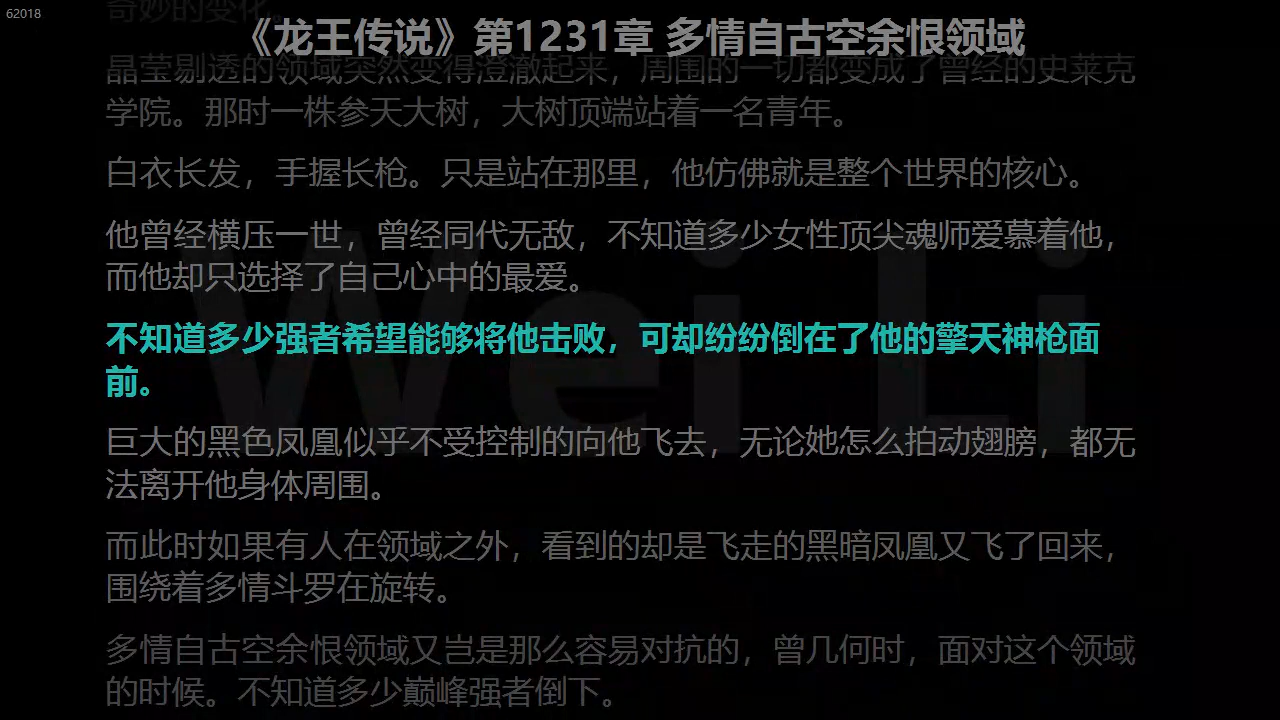 62018
奇妙的变化。
《龙王传说》第1231章 多情自古空余恨领域
晶莹剔透的领域突然变得澄澈起来，周围的一切都变成了曾经的史莱克
学院。那时一株参天大树，大树顶端站着一名青年。
白衣长发，手握长枪。只是站在那里，他仿佛就是整个世界的核心。
他曾经横压一世，曾经同代无敌，不知道多少女性顶尖魂师爱慕着他，
而他却只选择了自己心中的最爱。
不知道多少强者希望能够将他击败，可却纷纷倒在了他的擎天神枪面
前。
巨大的黑色凤凰似乎不受控制的向他飞去，无论她怎么拍动翅膀，都无
法离开他身体周围。
而此时如果有人在领域之外，看到的却是飞走的黑暗凤凰又飞了回来，
围绕着多情斗罗在旋转。
多情自古空余恨领域又岂是那么容易对抗的，曾几何时，面对这个领域
的时候。不知道多少巅峰强者倒下。
Wei Li